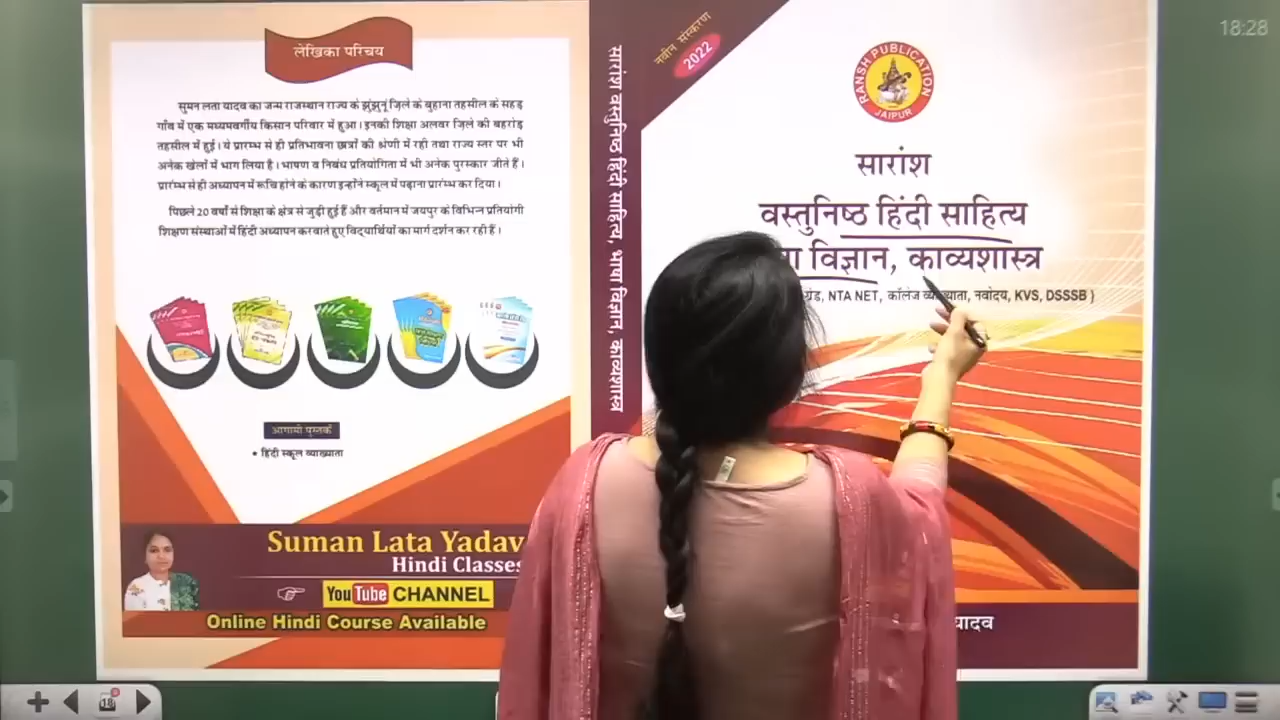 18:28
लेखिका परिचय
सुमन लता यादव का जन्म राजस्थान राज्य के झुंझुनूं ज़िले के बुहाना तहसील के सहड़
गाँव में एक मध्यमवर्गीय किसान परिवार में हुआ। इनकी शिक्षा अलवर ज़िले की बहरोड़
तहसील में हुई। ये प्रारम्भ से ही प्रतिभावना छात्रों की श्रेणी में रही तथा राज्य स्तर पर भी
अनेक खेलों में भाग लिया है। भाषण व निबंध प्रतियोगिता में भी अनेक पुरस्कार जीते हैं।
प्रारम्भ से ही अध्यापन में रूचि होने के कारण इन्होंने स्कूल में पढ़ाना प्रारम्भ कर दिया।
पिछले 20 वर्षों से शिक्षा के क्षेत्र से जुड़ी हुई हैं और वर्तमान में जयपुर के विभिन्न प्रतियोगी
शिक्षण संस्थाओं में हिंदी अध्यापन करवाते हुए विद्यार्थियों का मार्ग दर्शन कर रही हैं।
आगामी पुस्तकें
• हिंदी स्कूल व्याख्याता
Suman Lata Yadav
Hindi Classes
YouTube CHANNEL
Online Hindi Course Available
सारांश वस्तुनिष्ठ हिंदी साहित्य, भाषा विज्ञान, काव्यशास्त्र
नवीन संस्करण
2022
RANSH PUBLICATION
JAIPUR
सारांश
वस्तुनिष्ठ हिंदी साहित्य
विज्ञान, काव्यशास्त्र
ग्रेड, NTA NET, कॉलेज व्याख्याता, नवोदय, KVS, DSSSB )
यादव
18